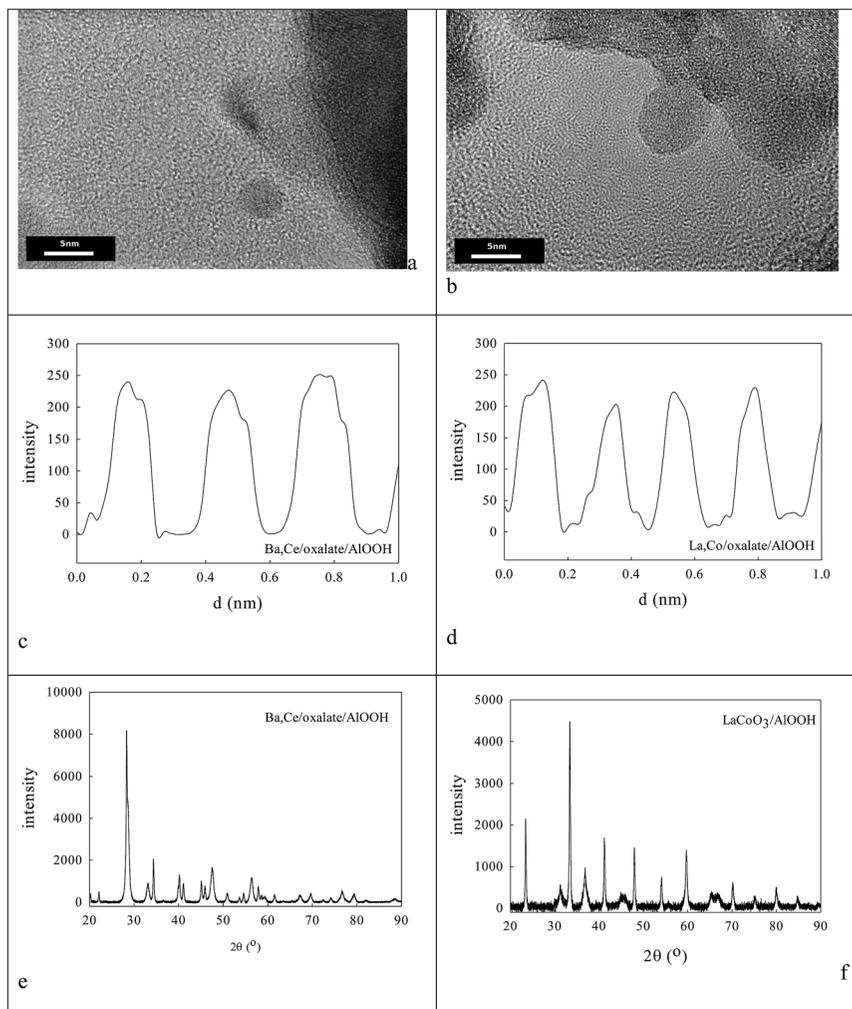 5nm
a
5nm
b
300
250
200
150
100
50
0
intensity
Ba,Ce/oxalate/AlOOH
0.0 0.2 0.4 0.6 0.8 1.0
d (nm)
c
300
250
200
150
100
50
0
intensity
La,Co/oxalate/AlOOH
0.0 0.2 0.4 0.6 0.8 1.0
d (nm)
d
10000
8000
6000
4000
2000
0
intensity
Ba,Ce/oxalate/AlOOH
20 30 40 50 60 70 80 90
2θ (°)
e
5000
4000
3000
2000
1000
0
intensity
LaCoO₃/AlOOH
20 30 40 50 60 70 80 90
2θ (°)
f